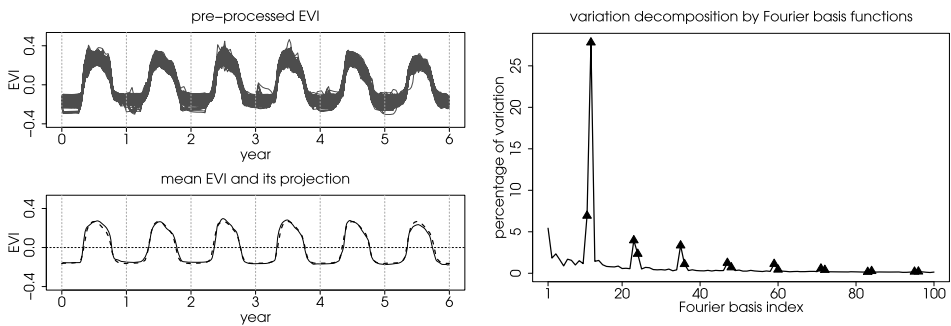 pre−processed EVI
EVI
0.4
0.0
−0.4
0 1 2 3 4 5 6
year
mean EVI and its projection
EVI
0.4
0.0
−0.4
0 1 2 3 4 5 6
year
variation decomposition by Fourier basis functions
percentage of variation
25
20
15
10
5
0
1 20 40 60 80 100
Fourier basis index